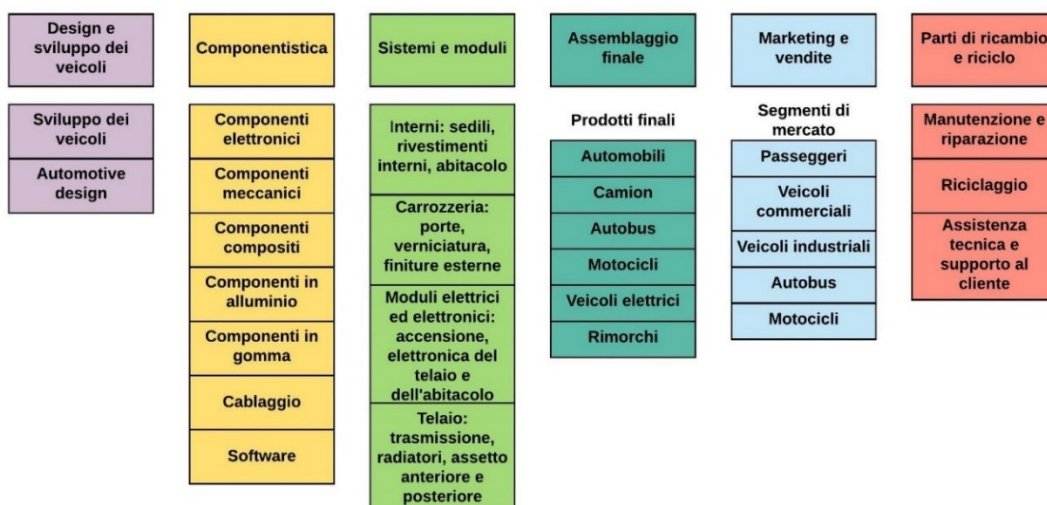 Design e
sviluppo dei
veicoli
Componentistica
Sistemi e moduli
Assemblaggio
finale
Marketing e
vendite
Parti di ricambio
e riciclo
Sviluppo dei
veicoli
Automotive
design
Componenti
elettronici
Componenti
meccanici
Componenti
compositi
Componenti in
alluminio
Componenti in
gomma
Cablaggio
Software
Interni: sedili,
rivestimenti
interni, abitacolo
Carrozzeria:
porte,
verniciatura,
finiture esterne
Moduli elettrici
ed elettronici:
accensione,
elettronica del
telaio e
dell'abitacolo
Telaio:
trasmissione,
radiatori, assetto
anteriore e
posteriore
Prodotti finali
Automobili
Camion
Autobus
Motocicli
Veicoli elettrici
Rimorchi
Segmenti di
mercato
Passeggeri
Veicoli
commerciali
Veicoli industriali
Autobus
Motocicli
Manutenzione e
riparazione
Riciclaggio
Assistenza
tecnica e
supporto al
cliente